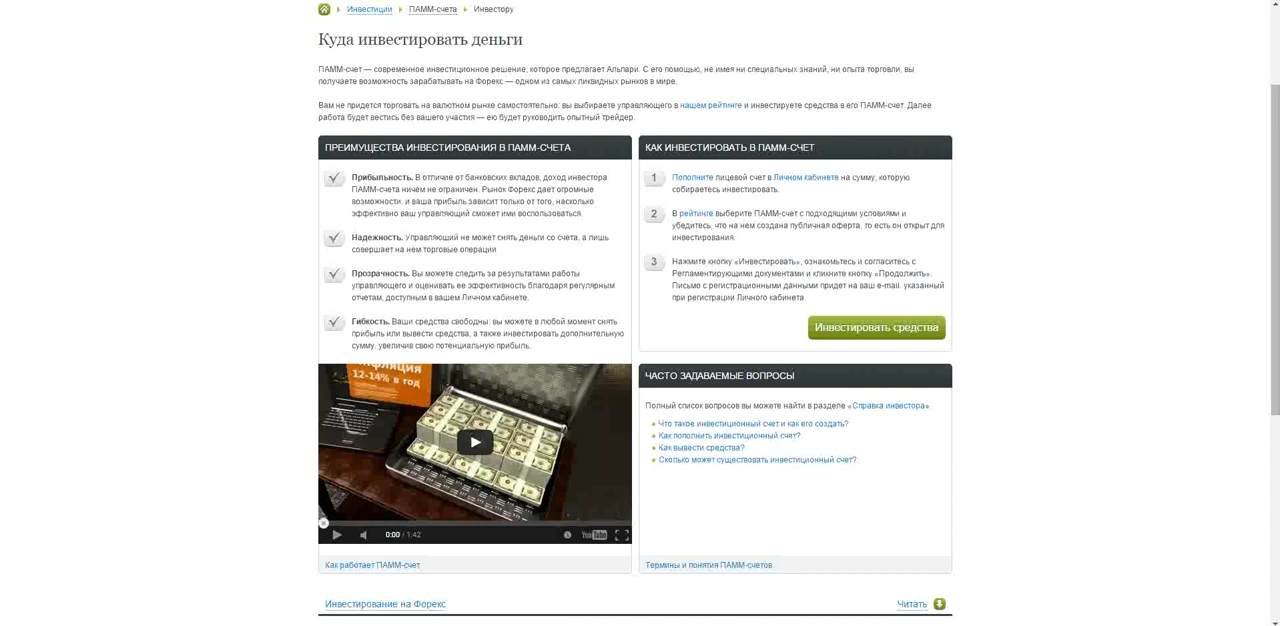 Инвестиции ПАММ-счета Инвестору
Куда инвестировать деньги
ПАММ-счет — современное инвестиционное решение, которое предлагает Альпари. С его помощью, не имея ни специальных знаний, ни опыта торговли, вы
получаете возможность зарабатывать на Форекс — одном из самых ликвидных рынков в мире.
Вам не придется торговать на валютном рынке самостоятельно: вы выбираете управляющего в нашем рейтинге и инвестируете средства в его ПАММ-счет. Далее
работа будет вестись без вашего участия — ею будет руководить опытный трейдер.
ПРЕИМУЩЕСТВА ИНВЕСТИРОВАНИЯ В ПАММ-СЧЕТА
Прибыльность. В отличие от банковских вкладов, доход инвестора
ПАММ-счета ничем не ограничен. Рынок Форекс дает огромные
возможности, и ваша прибыль зависит только от того, насколько
эффективно ваш управляющий сможет ими воспользоваться.
Надежность. Управляющий не может снять деньги со счета, а лишь
совершает на нем торговые операции.
Прозрачность. Вы можете следить за результатами работы
управляющего и оценивать ее эффективность благодаря регулярным
отчетам, доступным в вашем Личном кабинете.
Гибкость. Ваши средства свободны: вы можете в любой момент снять
прибыль или вывести средства, а также инвестировать дополнительную
сумму, увеличив свою потенциальную прибыль.
инфляция
12-14% в год
0:00 / 1:42
YouTube
Как работает ПАММ-счет
КАК ИНВЕСТИРОВАТЬ В ПАММ-СЧЕТ
1 Пополните лицевой счет в Личном кабинете на сумму, которую
собираетесь инвестировать.
2 В рейтинге выберите ПАММ-счет с подходящими условиями и
убедитесь, что на нем создана публичная оферта, то есть он открыт для
инвестирования.
3 Нажмите кнопку «Инвестировать», ознакомьтесь и согласитесь с
Регламентирующими документами и кликните кнопку «Продолжить».
Письмо с регистрационными данными придет на ваш e-mail, указанный
при регистрации Личного кабинета.
Инвестировать средства
ЧАСТО ЗАДАВАЕМЫЕ ВОПРОСЫ
Полный список вопросов вы можете найти в разделе «Справка инвестора»
Что такое инвестиционный счет и как его создать?
Как пополнить инвестиционный счет?
Как вывести средства?
Сколько может существовать инвестиционный счет?
Термины и понятия ПАММ-счетов
Инвестирование на Форекс
Читать